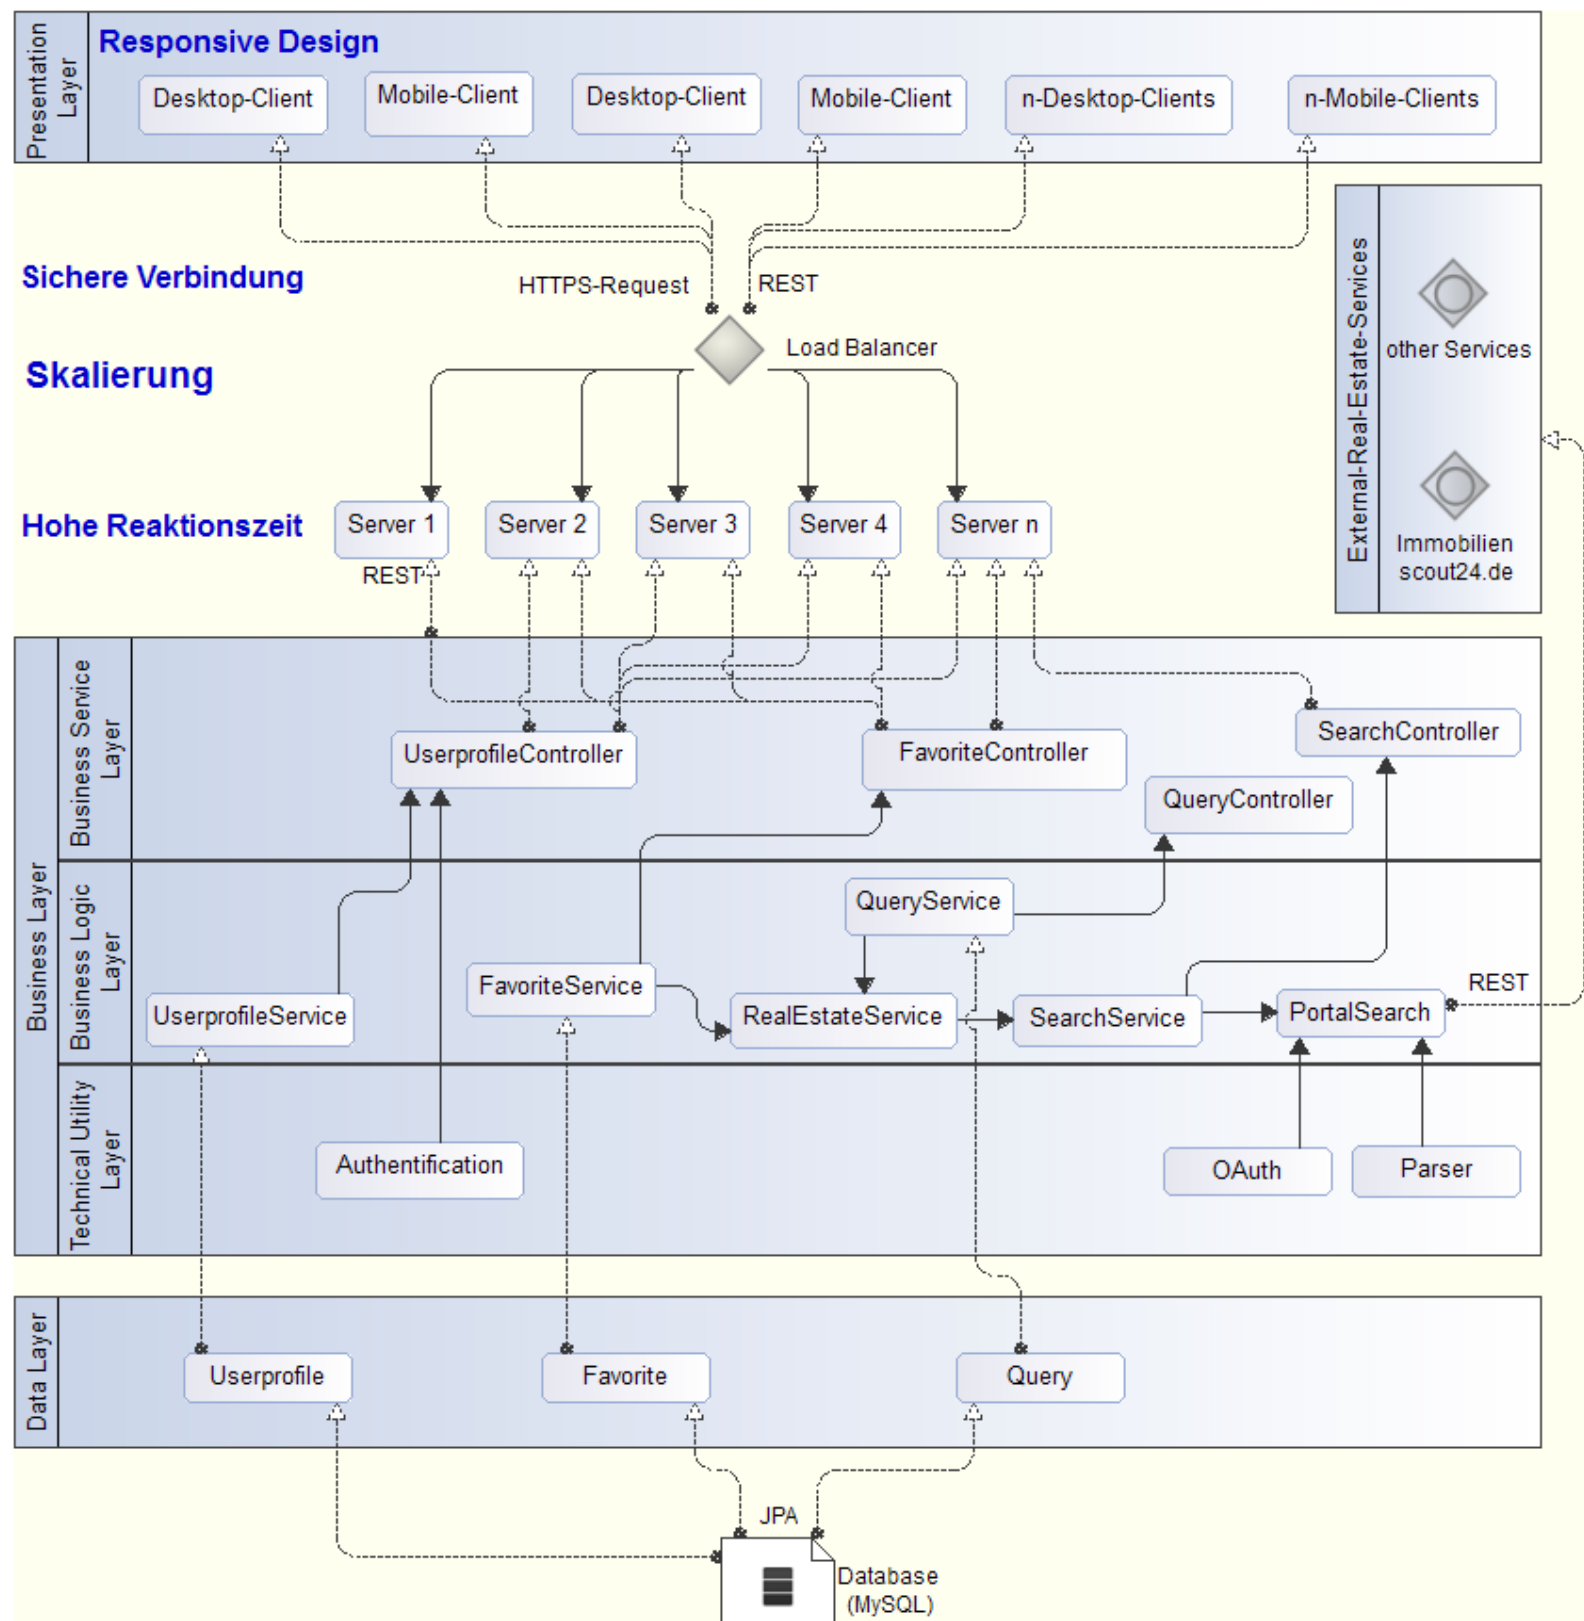 Presentation
Layer
Responsive Design
Desktop-Client
Mobile-Client
Desktop-Client
Mobile-Client
n-Desktop-Clients
n-Mobile-Clients
Sichere Verbindung
HTTPS-Request
REST
Load Balancer
Skalierung
External-Real-Estate-Services
other Services
Immobilien
scout24.de
Hohe Reaktionszeit
Server 1
Server 2
Server 3
Server 4
Server n
REST
Business Layer
Business Service
Layer
UserprofileController
FavoriteController
SearchController
QueryController
Business Logic
Layer
QueryService
FavoriteService
UserprofileService
RealEstateService
SearchService
PortalSearch
REST
Technical Utility
Layer
Authentification
OAuth
Parser
Data Layer
Userprofile
Favorite
Query
JPA
Database
(MySQL)